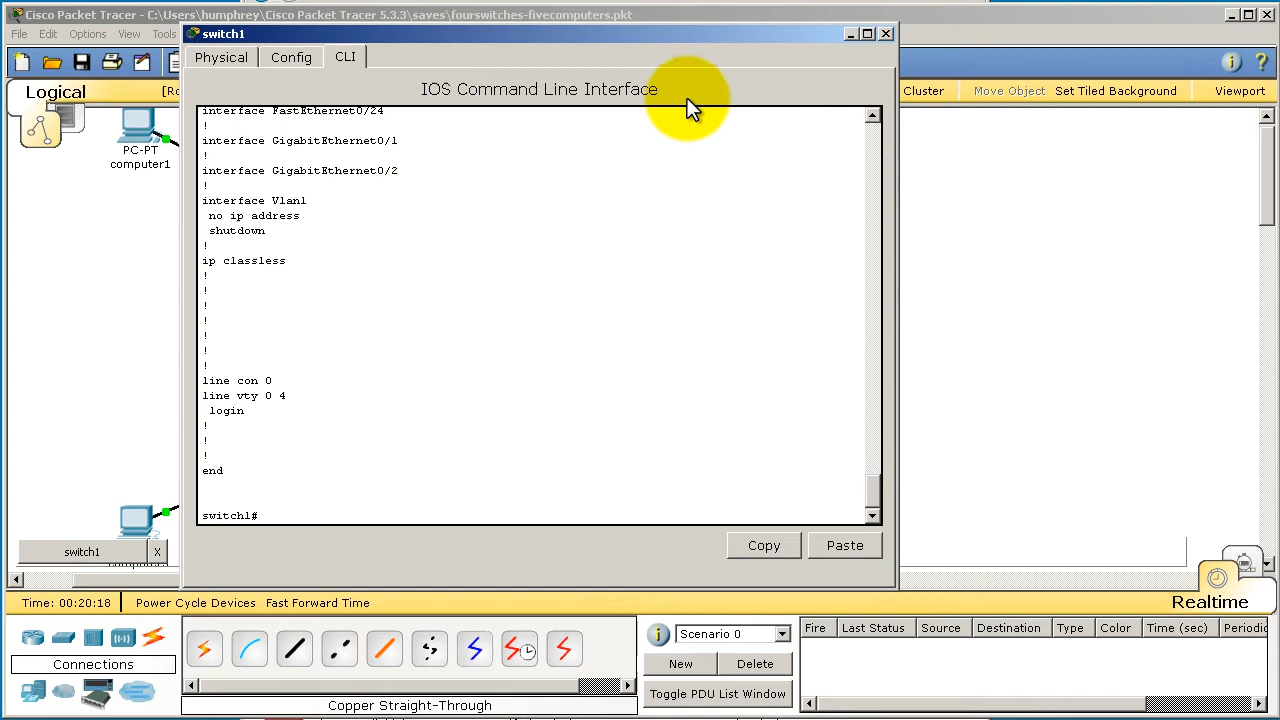 Cisco Packet Tracer 5.3.3 - C:\Users\humphrey\Cisco Packet Tracer 5.3.3\saves\fourswitches-fivecomputers.pkt
File Edit Options View Tools
switch1
Physical Config CLI
Logical
Cluster Move Object Set Tiled Background Viewport
IOS Command Line Interface
interface FastEthernet0/24
!
interface GigabitEthernet0/1
!
interface GigabitEthernet0/2
!
interface Vlan1
no ip address
shutdown
!
ip classless
!
!
!
!
!
!
!
line con 0
line vty 0 4
login
!
!
!
end
switch1#
PC-PT
computer1
Copy Paste
switch1 X
Time: 00:20:18 Power Cycle Devices Fast Forward Time
Realtime
Connections
Copper Straight-Through
Scenario 0
New Delete
Toggle PDU List Window
Fire Last Status Source Destination Type Color Time (sec) Periodic